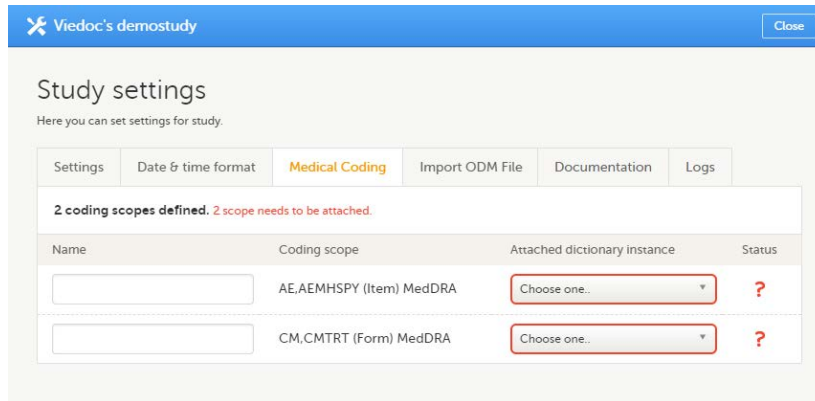 Viedoc's demostudy
Close
Study settings
Here you can set settings for study.
Settings Date & time format Medical Coding Import ODM File Documentation Logs
2 coding scopes defined. 2 scope needs to be attached.
Name Coding scope Attached dictionary instance Status
AE,AEMHSPY (Item) MedDRA Choose one.. ?
CM,CMTRT (Form) MedDRA Choose one.. ?